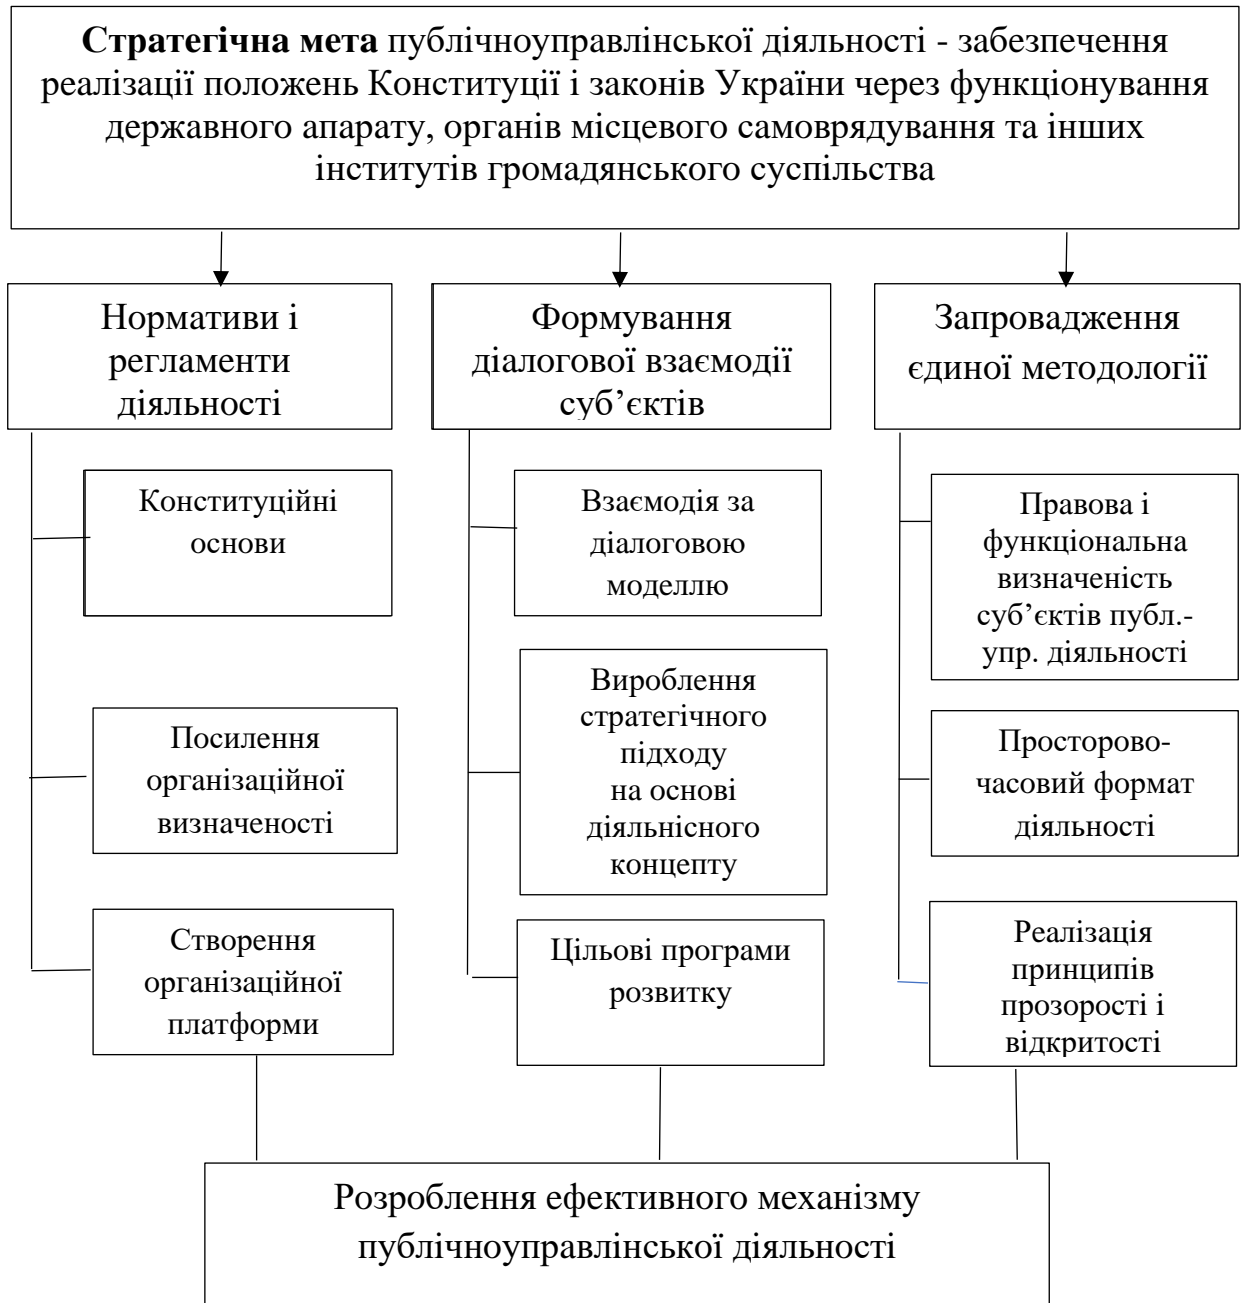 Стратегічна мета публічноуправлінської діяльності - забезпечення
реалізації положень Конституції і законів України через функціонування
державного апарату, органів місцевого самоврядування та інших
інститутів громадянського суспільства
Нормативи і
регламенти
діяльності
Формування
діалогової взаємодії
суб’єктів
Запровадження
єдиної методології
Конституційні
основи
Посилення
організаційної
визначеності
Створення
організаційної
платформи
Взаємодія за
діалоговою
моделлю
Вироблення
стратегічного
підходу
на основі
діяльнісного
концепту
Цільові програми
розвитку
Правова і
функціональна
визначеність
суб’єктів публ.-
упр. діяльності
Просторово-
часовий формат
діяльності
Реалізація
принципів
прозорості і
відкритості
Розроблення ефективного механізму
публічноуправлінської діяльності